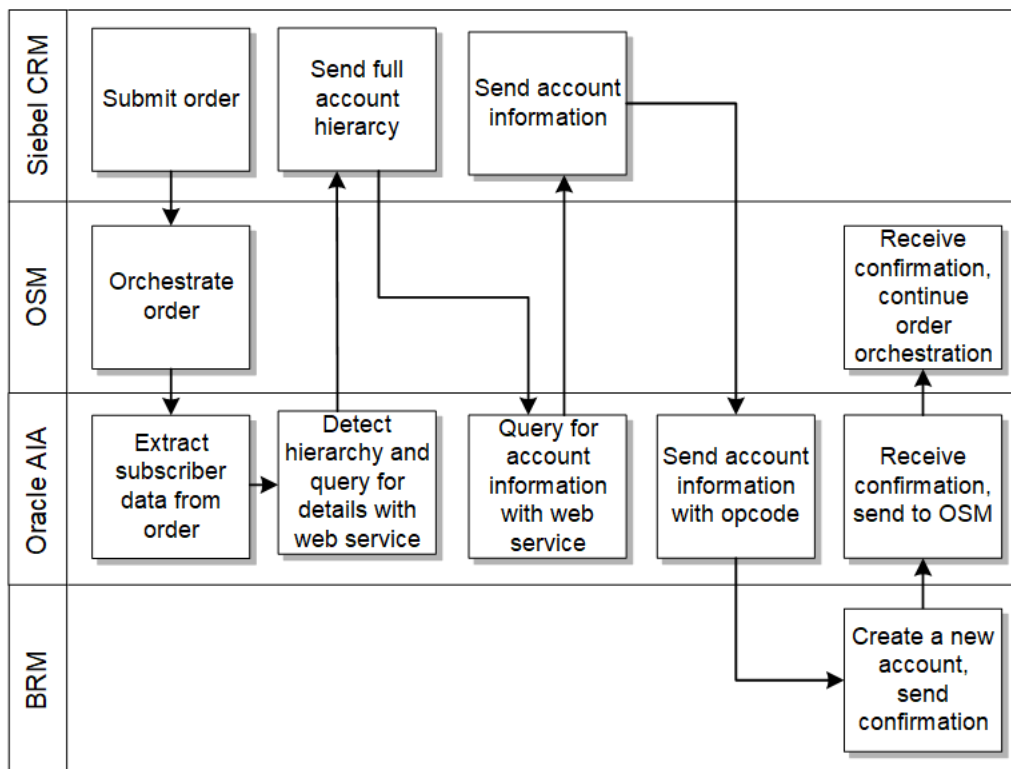 Siebel CRM
Submit order
Send full
account
hierarcy
Send account
information
OSM
Orchestrate
order
Receive
confirmation,
continue
order
orchestration
Oracle AIA
Extract
subscriber
data from
order
Detect
hierarchy and
query for
details with
web service
Query for
account
information
with web
service
Send account
information
with opcode
Receive
confirmation,
send to OSM
BRM
Create a new
account,
send
confirmation